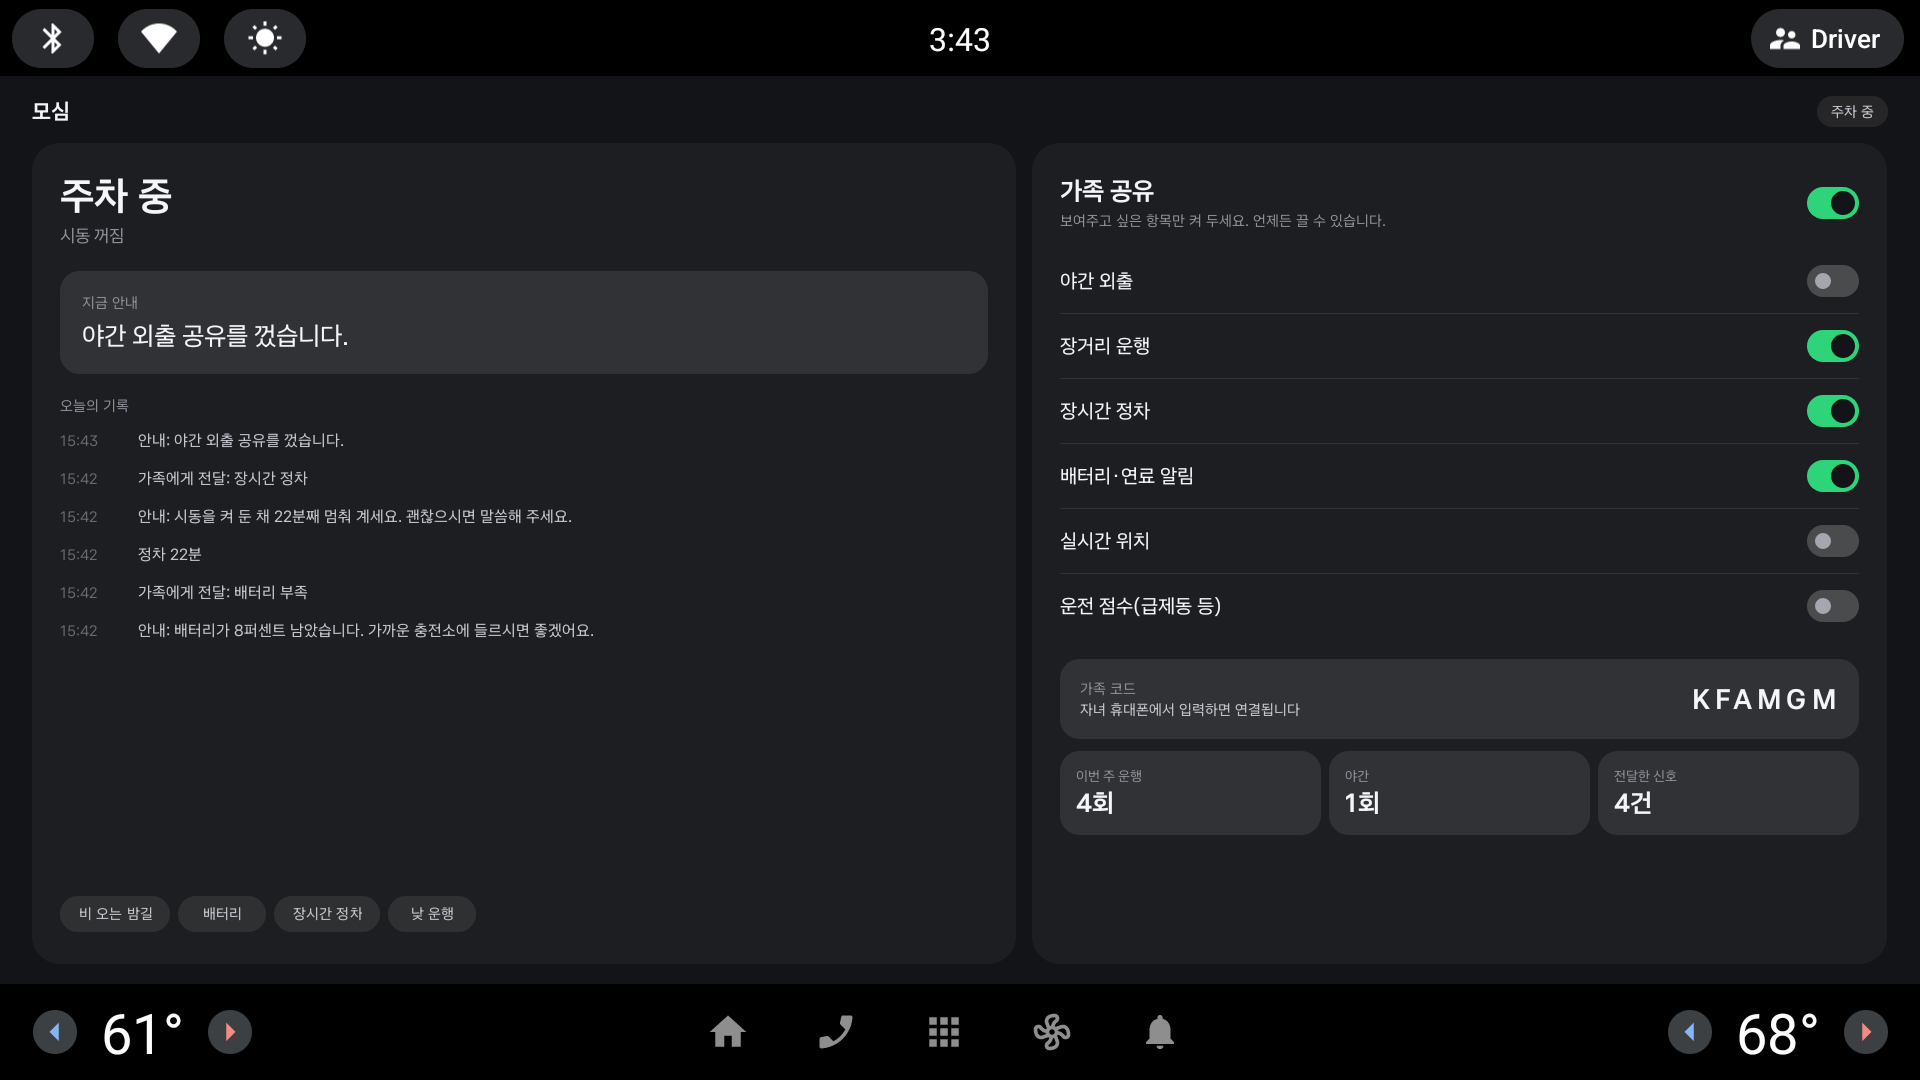 3:43
Driver
모심
주차 중
주차 중
시동 꺼짐
지금 안내
야간 외출 공유를 껐습니다.
오늘의 기록
15:43 안내: 야간 외출 공유를 껐습니다.
15:42 가족에게 전달: 장시간 정차
15:42 안내: 시동을 켜 둔 채 22분째 멈춰 계세요. 괜찮으시면 말씀해 주세요.
15:42 정차 22분
15:42 가족에게 전달: 배터리 부족
15:42 안내: 배터리가 8퍼센트 남았습니다. 가까운 충전소에 들르시면 좋겠어요.
비 오는 밤길
배터리
장시간 정차
낮 운행
가족 공유
보여주고 싶은 항목만 켜 두세요. 언제든 끌 수 있습니다.
야간 외출
장거리 운행
장시간 정차
배터리·연료 알림
실시간 위치
운전 점수(급제동 등)
가족 코드
자녀 휴대폰에서 입력하면 연결됩니다
KFAMGM
이번 주 운행
4회
야간
1회
전달한 신호
4건
61°
68°